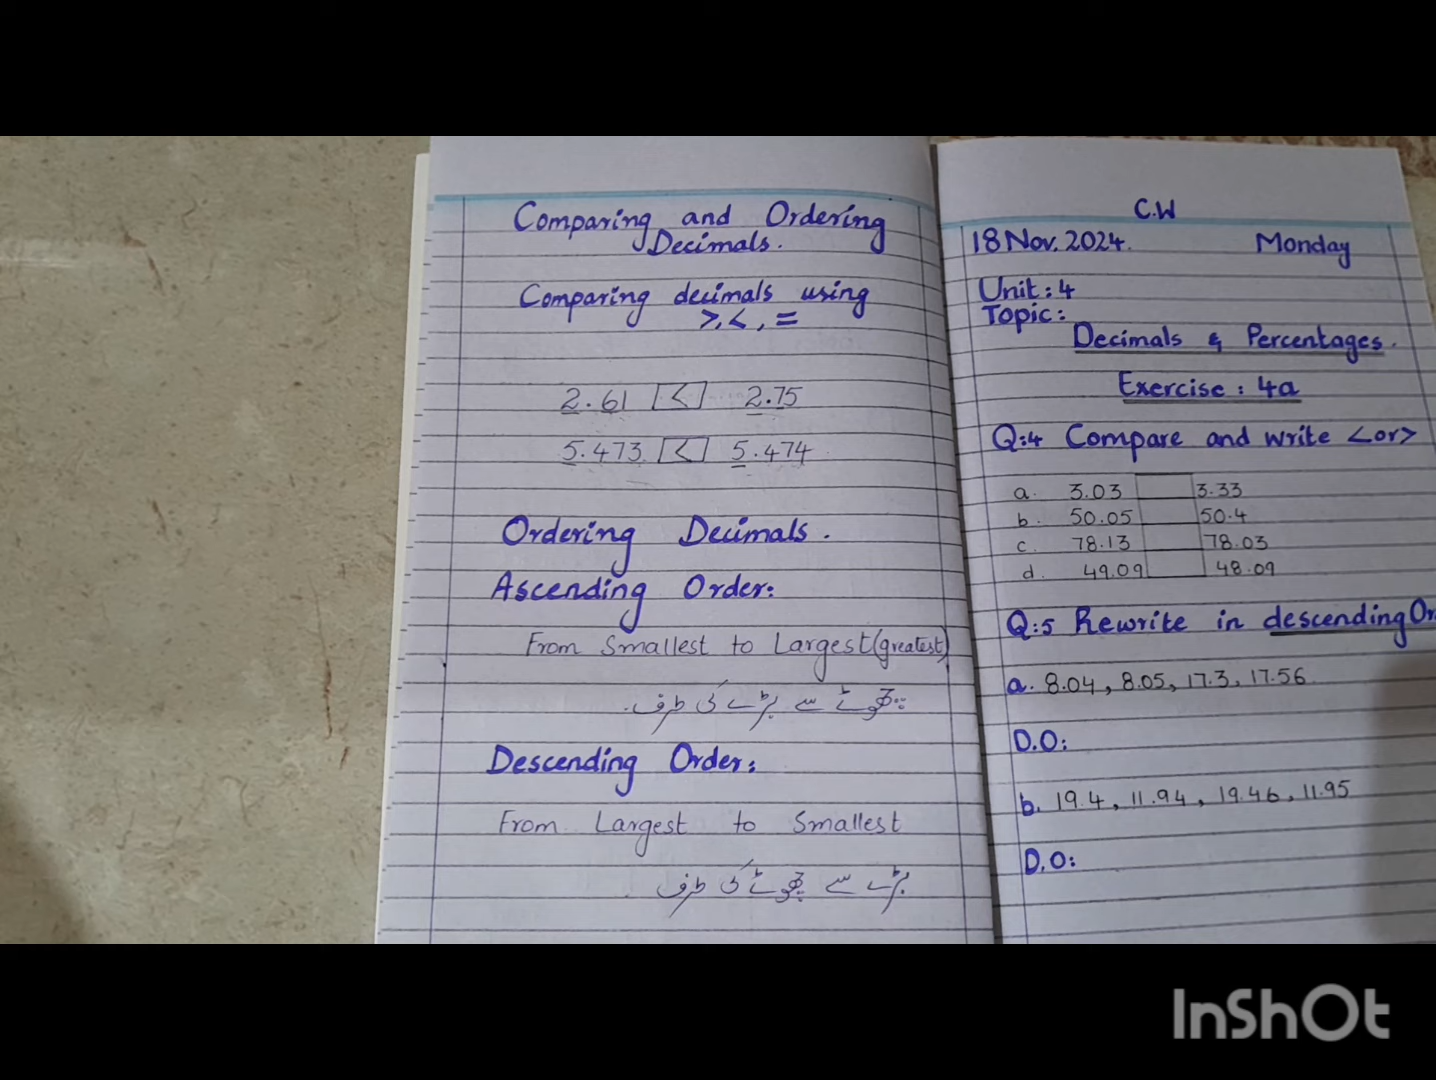 Comparing and Ordering
Decimals.
Comparing decimals using
>, <, =
2.61 < 2.75
5.473 < 5.474
Ordering Decimals.
Ascending Order:
From Smallest to Largest (greatest)
چھوٹے سے بڑے کی طرف.
Descending Order:
From Largest to Smallest
بڑے سے چھوٹے کی طرف.
C.W
18 Nov. 2024. Monday
Unit: 4
Topic:
Decimals & Percentages.
Exercise: 4a
Q:4 Compare and write < or >
a. 3.03 3.33
b. 50.05 50.4
c. 78.13 78.03
d. 49.09 48.09
Q:5 Rewrite in descending Or
a. 8.04, 8.05, 17.3, 17.56
D.O:
b. 19.4, 11.94, 19.46, 11.95
D.O:
InShOt